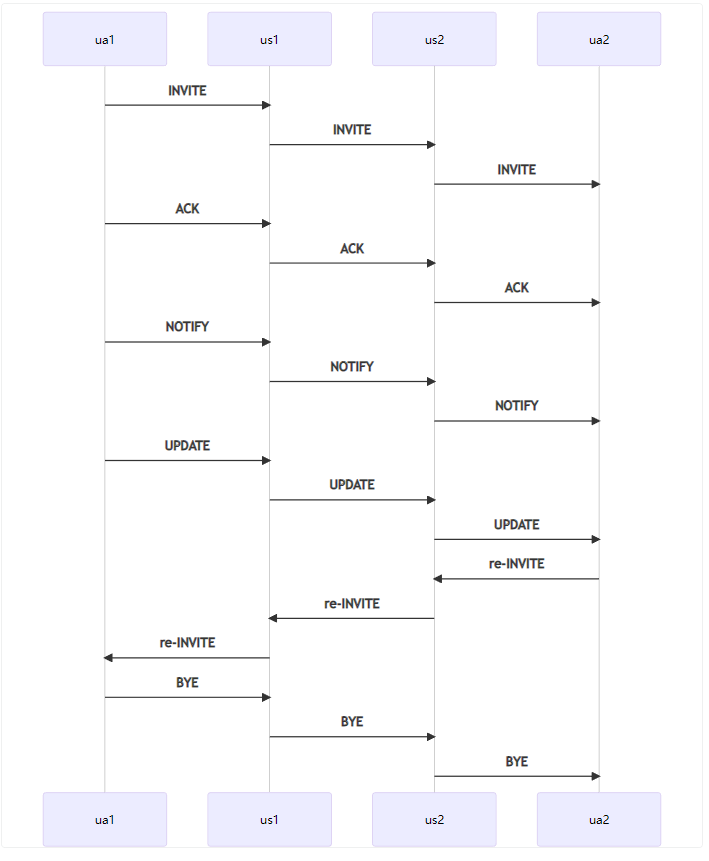 ua1 us1 us2 ua2
INVITE
INVITE
INVITE
ACK
ACK
ACK
NOTIFY
NOTIFY
NOTIFY
UPDATE
UPDATE
UPDATE
re-INVITE
re-INVITE
re-INVITE
BYE
BYE
BYE
ua1 us1 us2 ua2